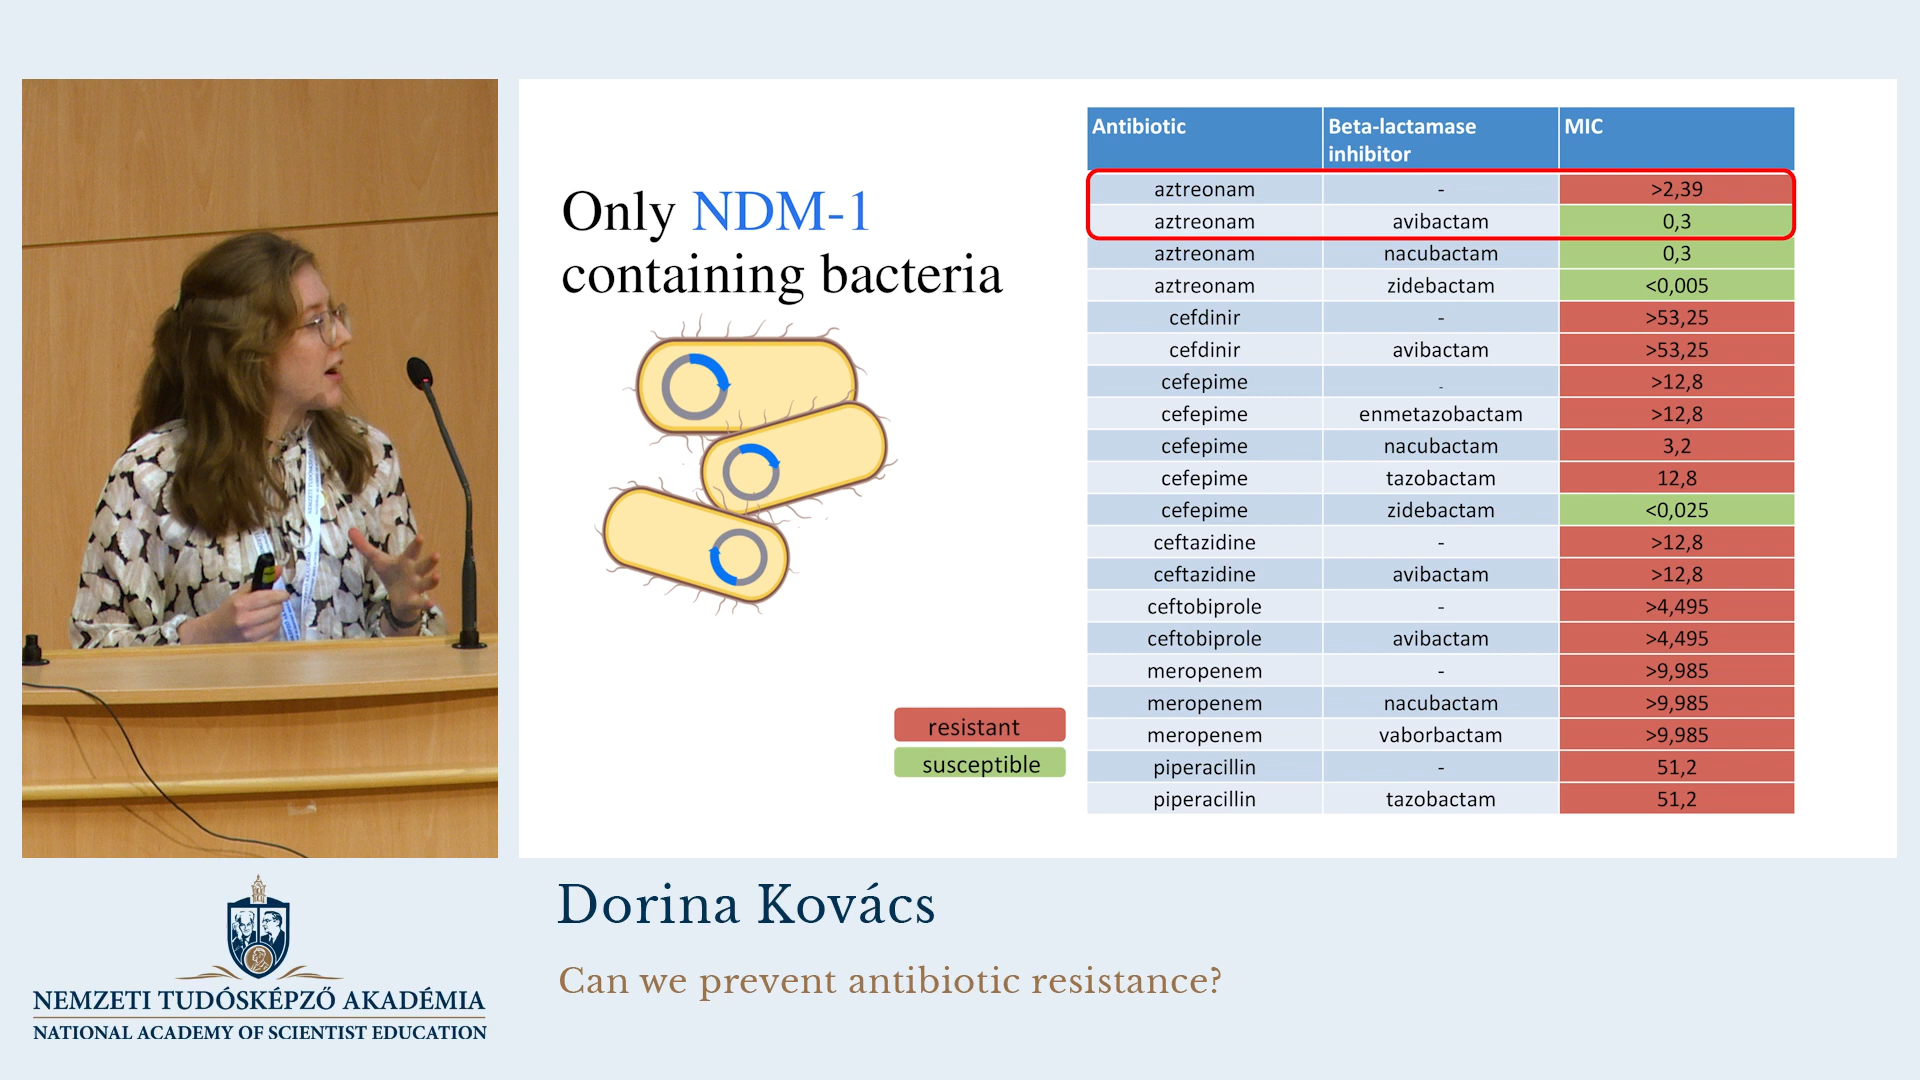 Only NDM-1
containing bacteria
resistant
susceptible
Antibiotic Beta-lactamase inhibitor MIC
aztreonam - >2,39
aztreonam avibactam 0,3
aztreonam nacubactam 0,3
aztreonam zidebactam <0,005
cefdinir - >53,25
cefdinir avibactam >53,25
cefepime - >12,8
cefepime enmetazobactam >12,8
cefepime nacubactam 3,2
cefepime tazobactam 12,8
cefepime zidebactam <0,025
ceftazidine - >12,8
ceftazidine avibactam >12,8
ceftobiprole - >4,495
ceftobiprole avibactam >4,495
meropenem - >9,985
meropenem nacubactam >9,985
meropenem vaborbactam >9,985
piperacillin - 51,2
piperacillin tazobactam 51,2
Dorina Kovács
Can we prevent antibiotic resistance?
NEMZETI TUDÓSKÉPZŐ AKADÉMIA
NATIONAL ACADEMY OF SCIENTIST EDUCATION